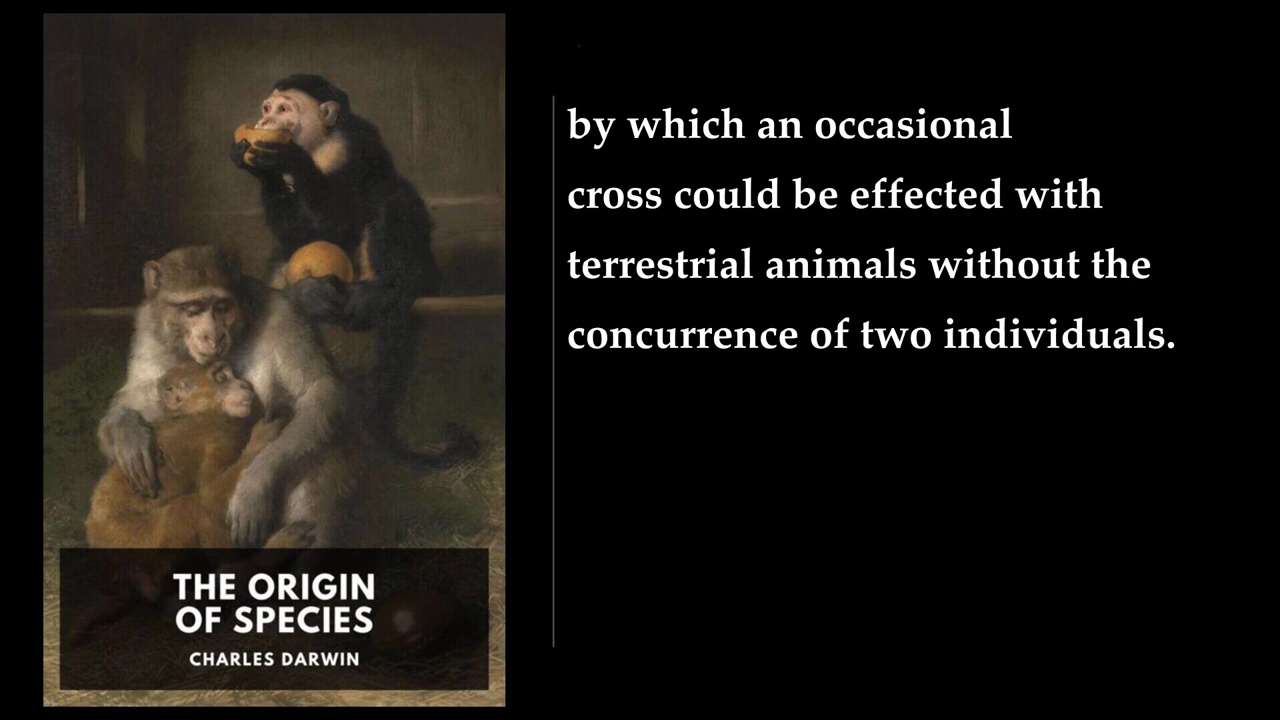 THE ORIGIN
OF SPECIES
CHARLES DARWIN
by which an occasional
cross could be effected with
terrestrial animals without the
concurrence of two individuals.